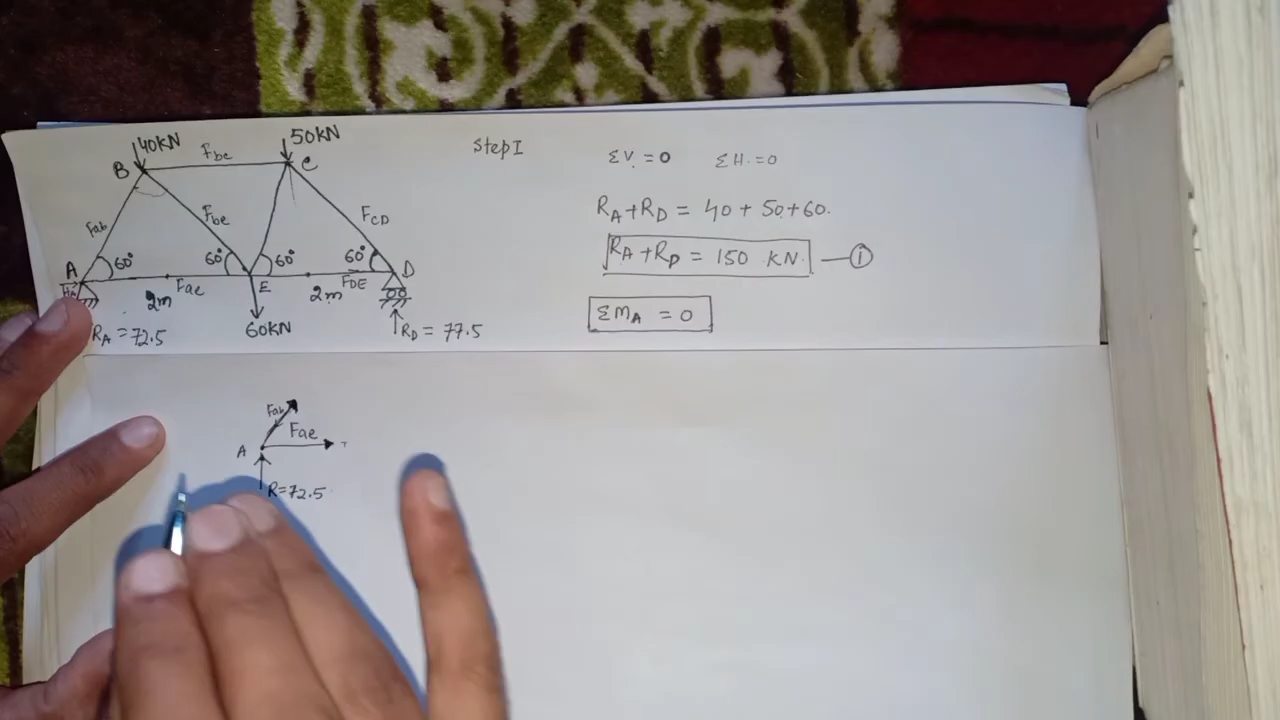 40KN
50KN
B
Fbe
C
Fab
Fbe
FCD
A
60°
60°
60°
60°
D
Fae
E
FDE
2m
2m
RA = 72.5
60KN
RD = 77.5
Step I
ΣV. = 0 ΣH. = 0
RA + RD = 40 + 50 + 60.
RA + RD = 150 KN. — ①
ΣMA = 0
Fab
Fae
A
R = 72.5